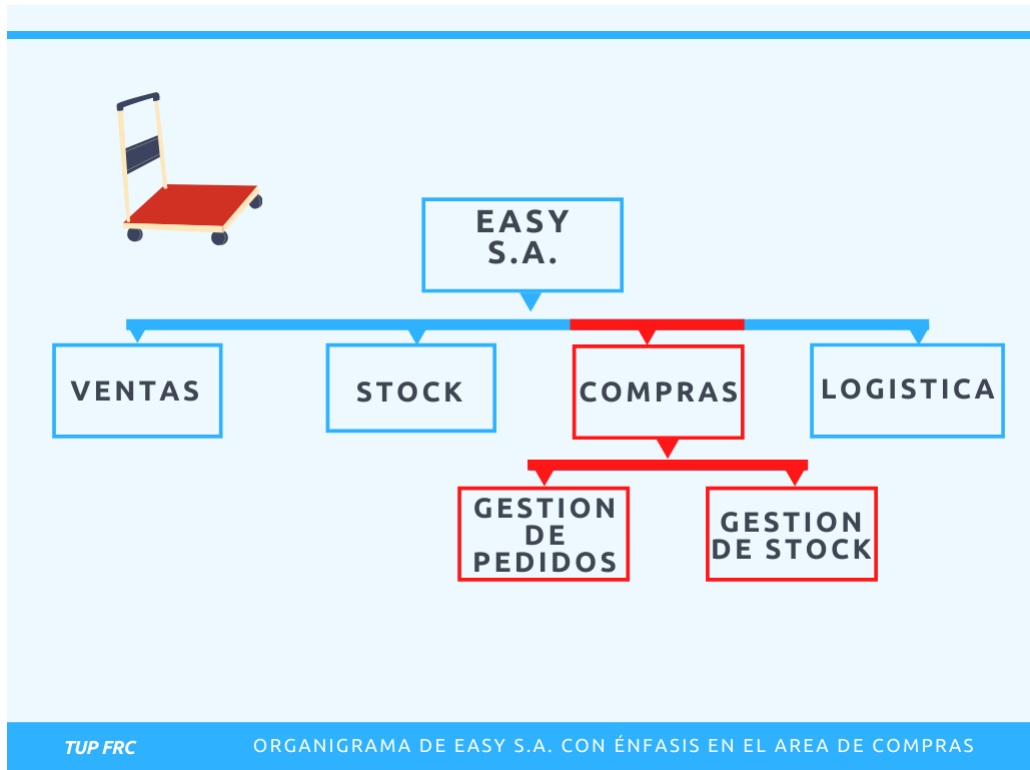 EASY
S.A.
VENTAS
STOCK
COMPRAS
LOGISTICA
GESTION
DE
PEDIDOS
GESTION
DE STOCK
TUP FRC
ORGANIGRAMA DE EASY S.A. CON ÉNFASIS EN EL AREA DE COMPRAS